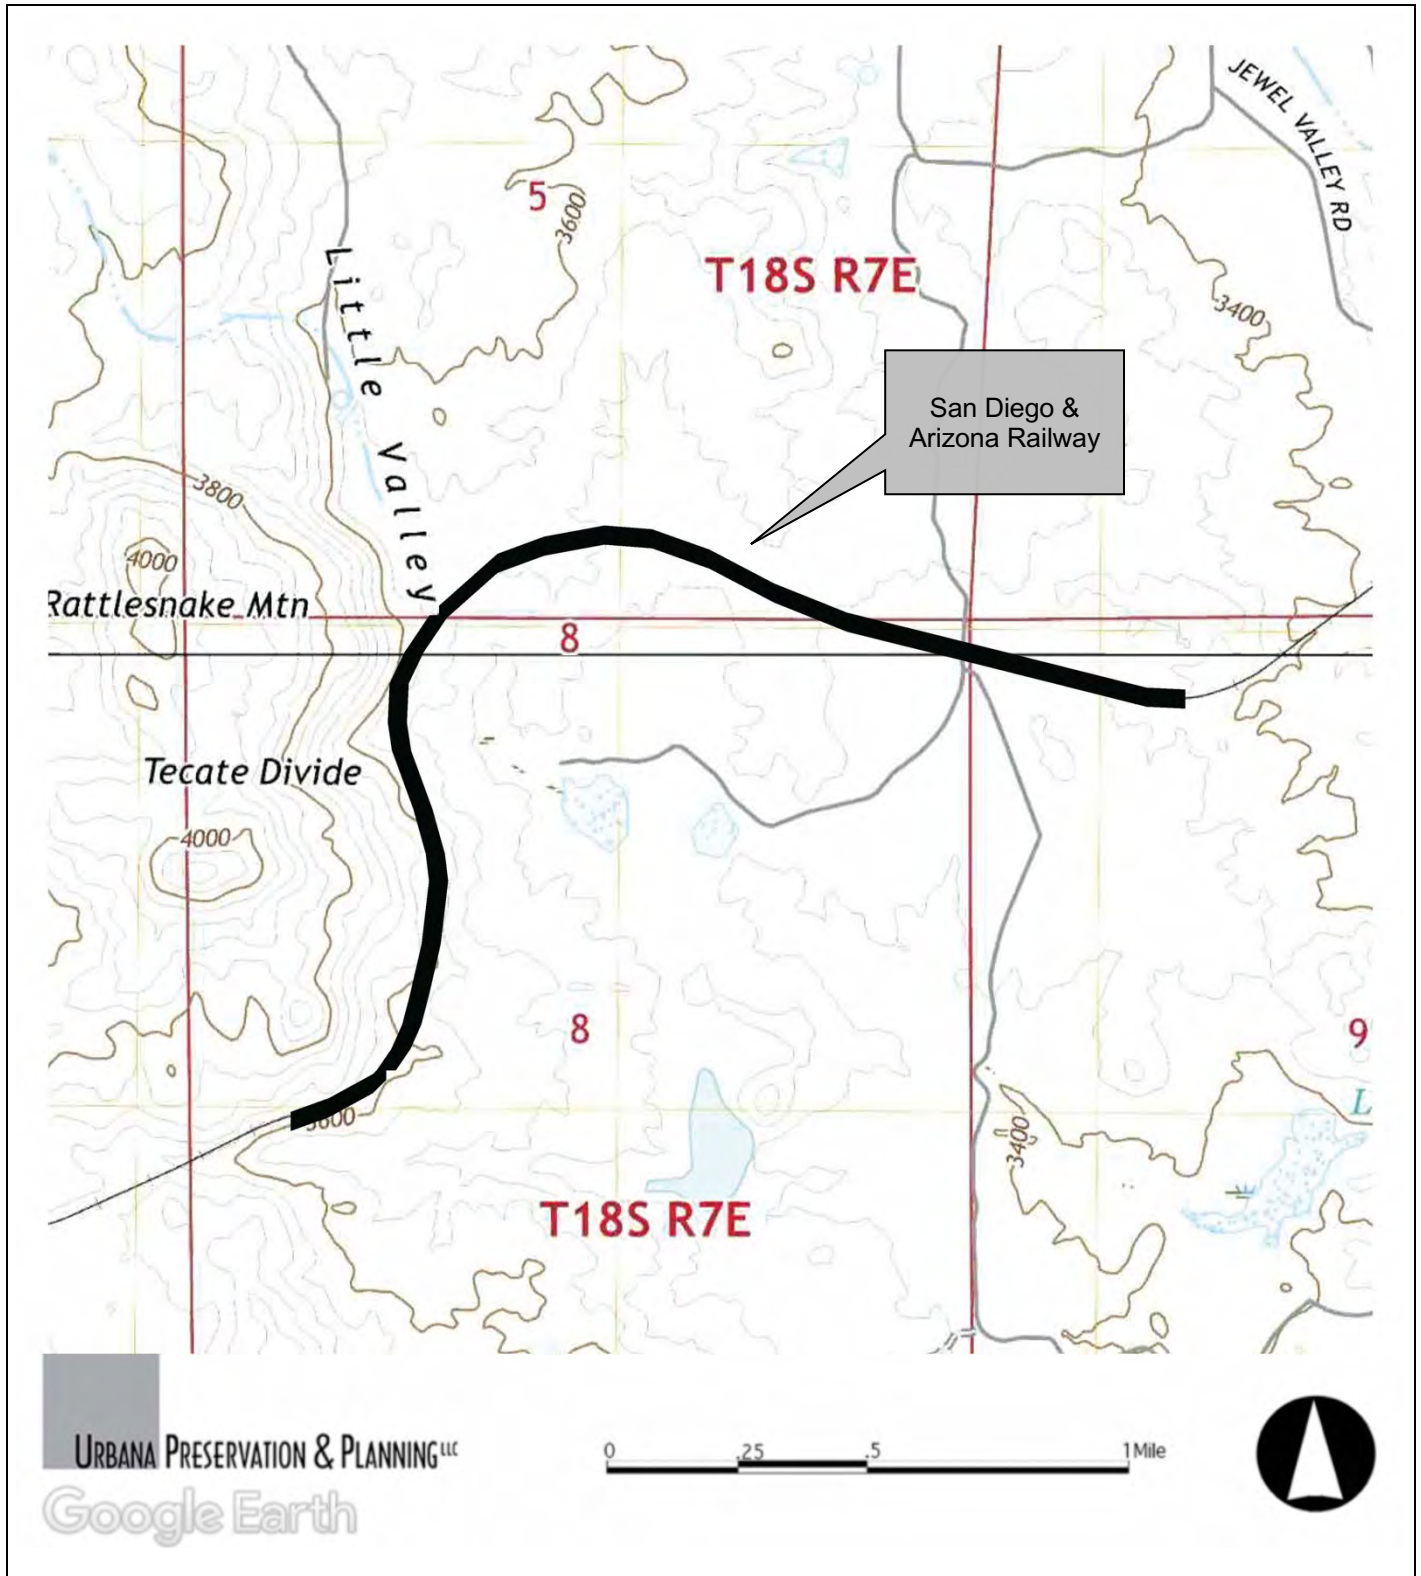 JEWEL VALLEY RD
5
3600
T18S R7E
3400
Little Valley
San Diego &
Arizona Railway
3800
4000
Rattlesnake Mtn
8
Tecate Divide
4000
8
9
L
3600
3400
T18S R7E
URBANA PRESERVATION & PLANNING LLC
0 .25 .5 1 Mile
Google Earth